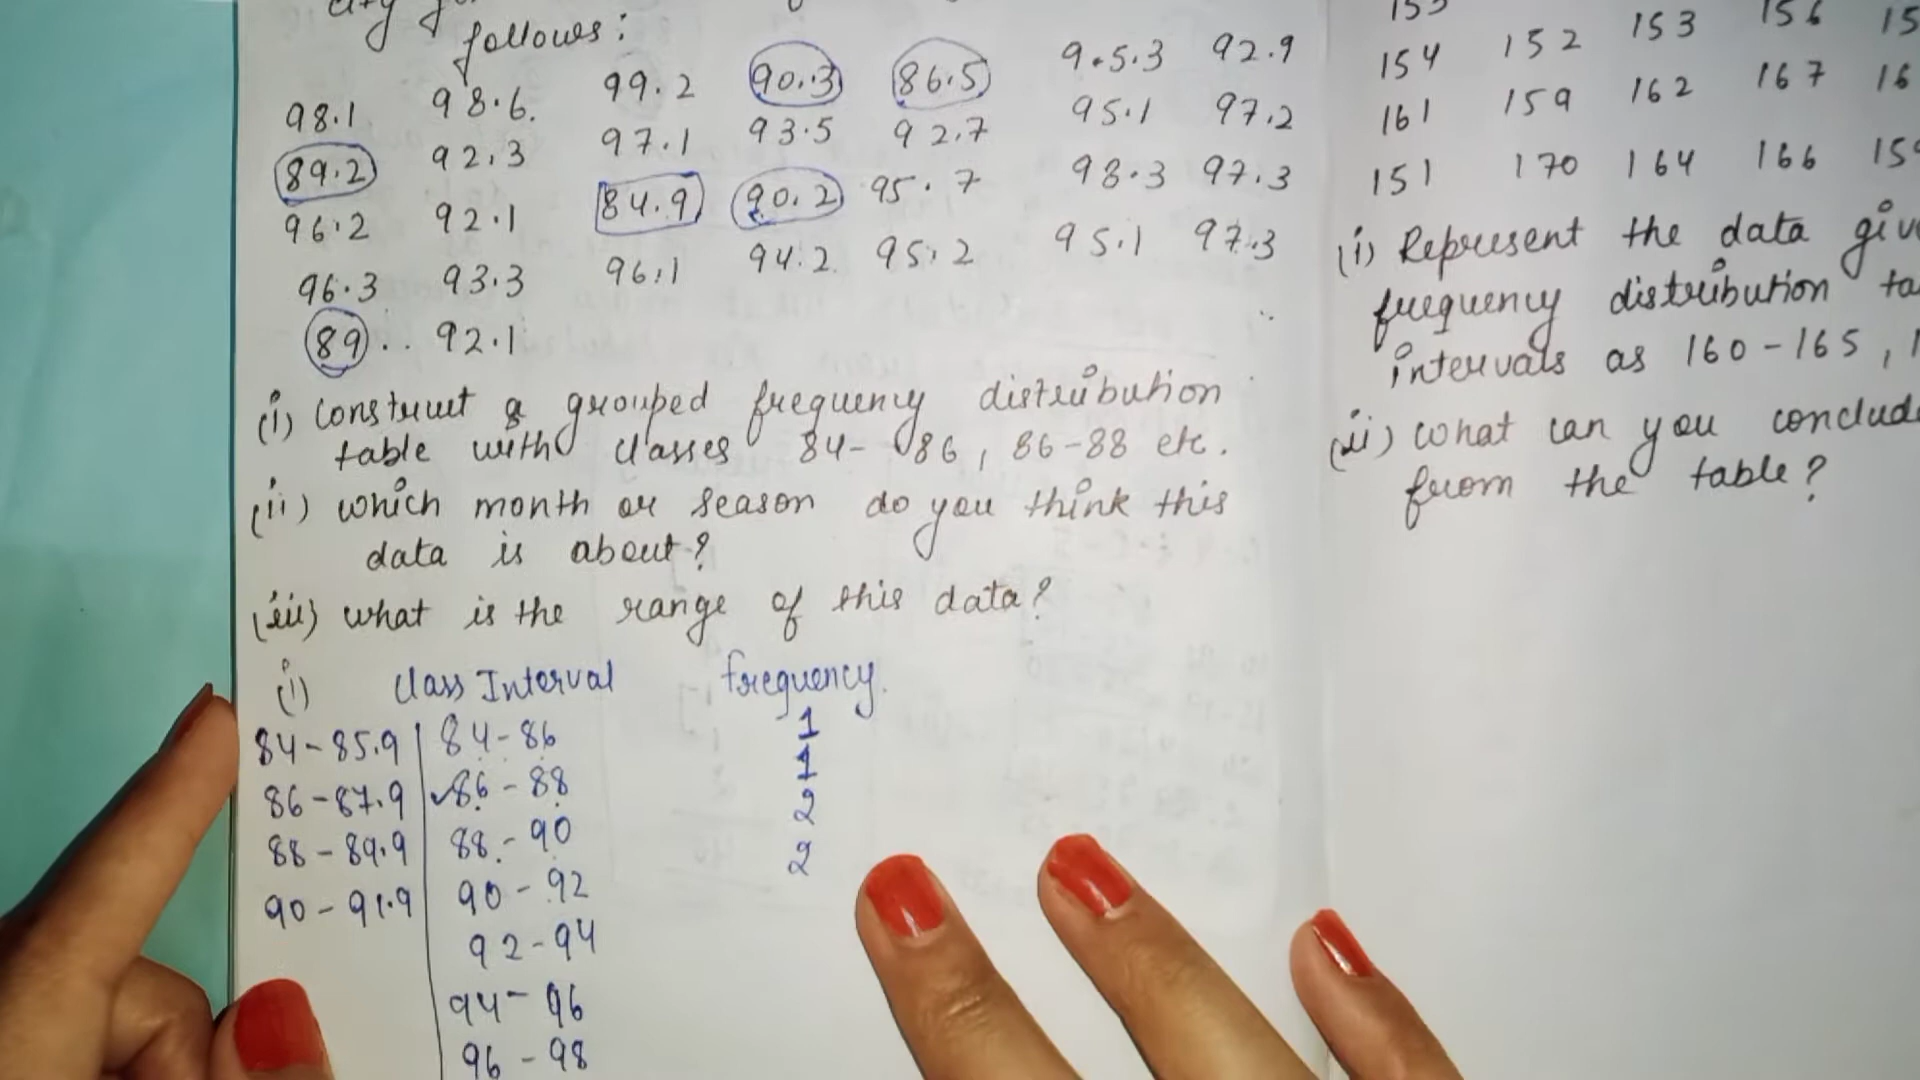 follows:
98.1 98.6. 99.2 90.3 86.5 9.5.3 92.9
89.2 92.3 97.1 93.5 92.7 95.1 97.2
96.2 92.1 84.9 90.2 95.7 98.3 97.3
96.3 93.3 96.1 94.2 95.2 95.1 97.3
89.. 92.1
(i) construct a grouped frequency distribution
table with classes 84-86, 86-88 etc.
(ii) which month or season do you think this
data is about?
(iii) what is the range of this data?
(i) Class Interval frequency.
84-85.9 84-86 1
86-87.9 86-88 1
88-89.9 88-90 2
90-91.9 90-92 2
92-94
94-96
96-98
153 156
154 152 153 167
161 159 162 166
151 170 164
(i) Represent the data
frequency distribution
intervals as 160-165,
(ii) what can you
from the table?